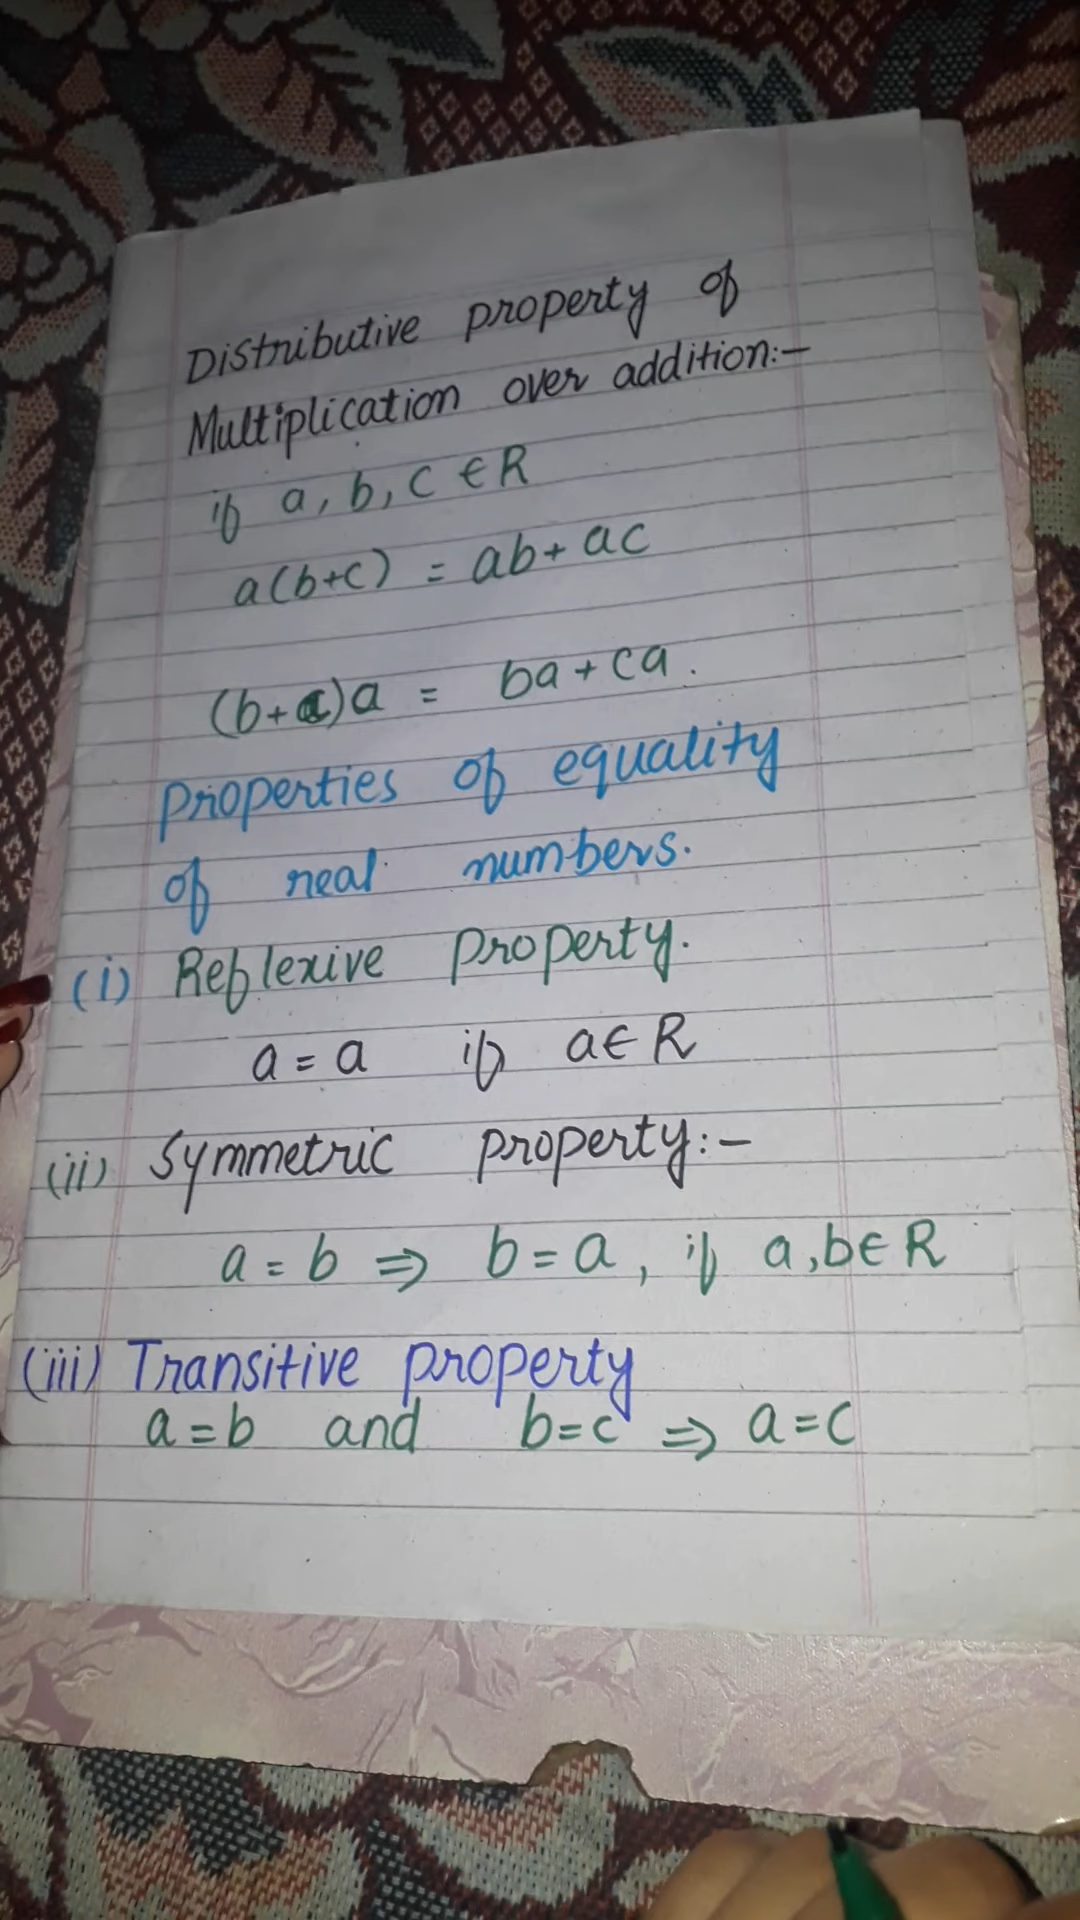 Distributive property of
Multiplication over addition:-
if a, b, c ∈ R
a(b+c) = ab+ ac
(b+c)a = ba + ca.
Properties of equality
of real numbers.
(i) Reflexive Property.
a = a if a ∈ R
(ii) Symmetric property:-
a = b ⇒ b = a, if a,b ∈ R
(iii) Transitive property
a = b and b=c ⇒ a=c